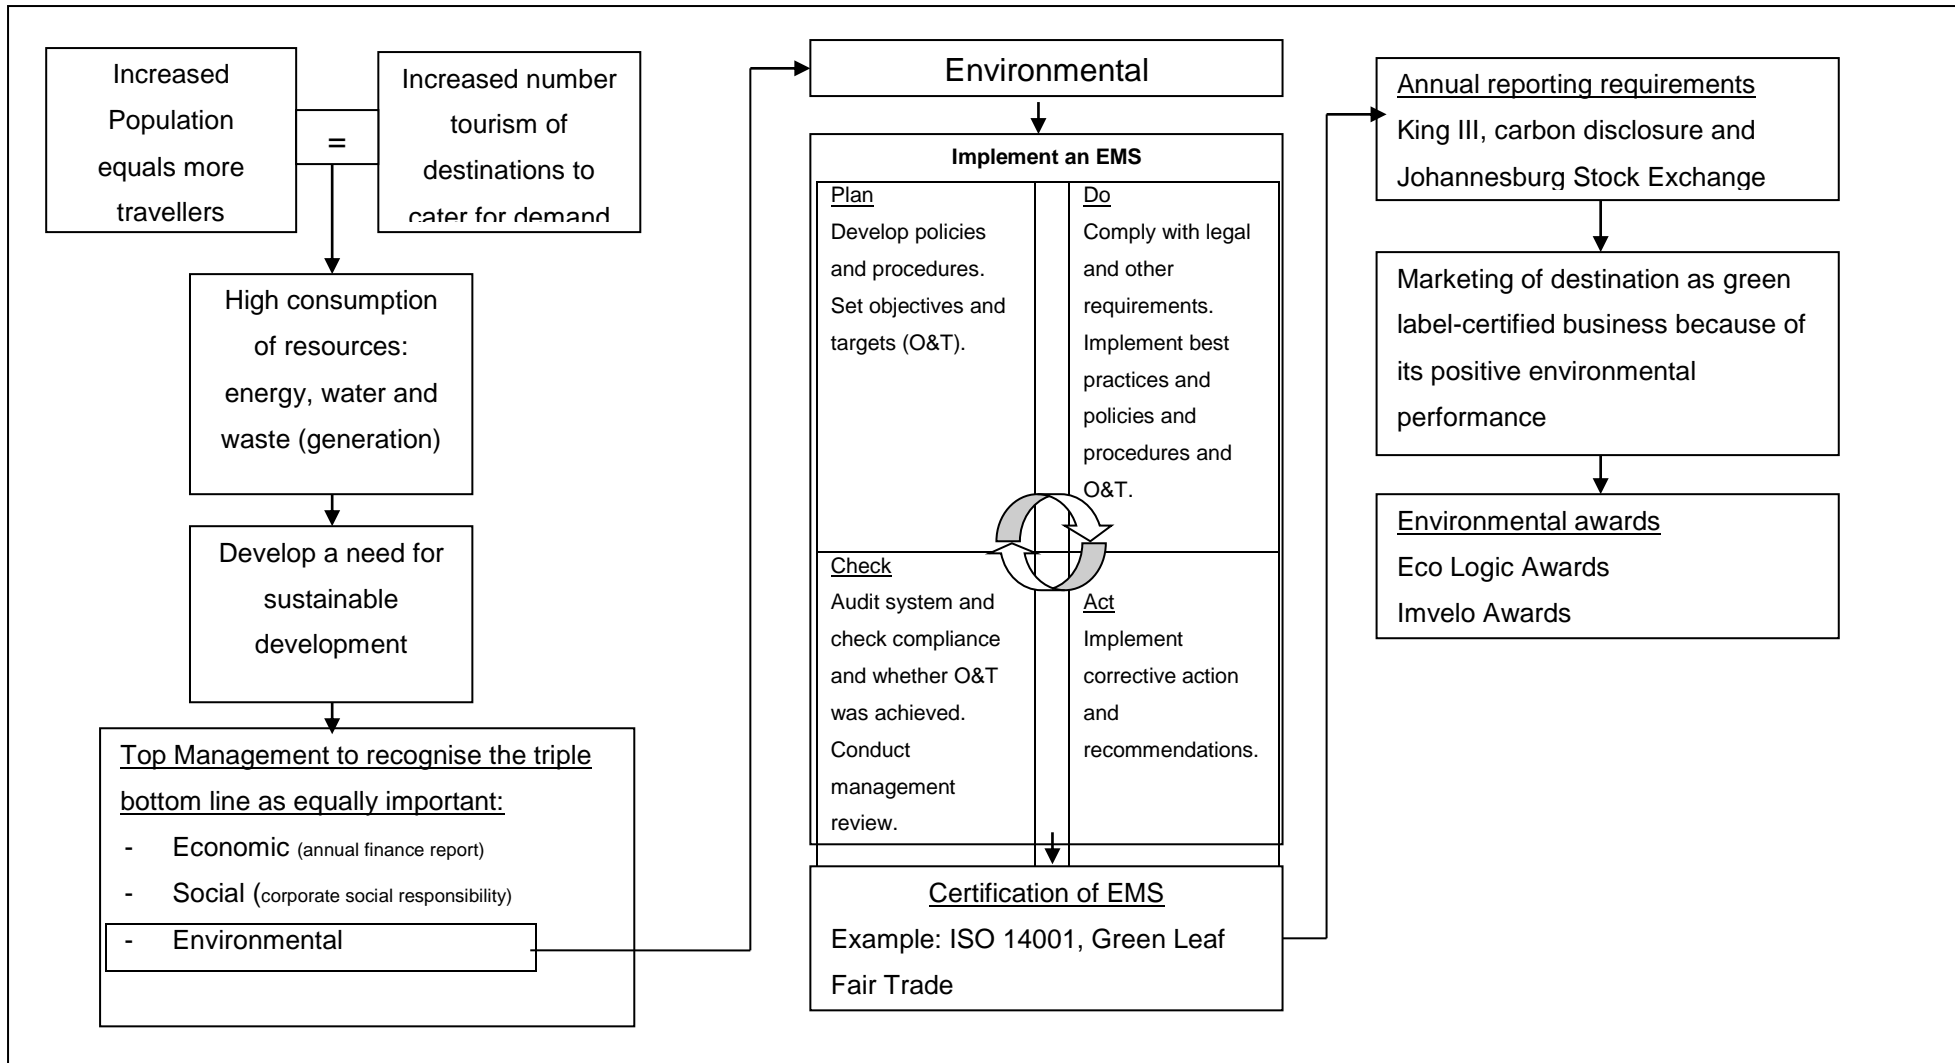 Increased
Population
equals more
travellers
=
Increased number
tourism of
destinations to
cater for demand
High consumption
of resources:
energy, water and
waste (generation)
Develop a need for
sustainable
development
Top Management to recognise the triple
bottom line as equally important:
- Economic (annual finance report)
- Social (corporate social responsibility)
- Environmental
Environmental
Implement an EMS
Plan
Develop policies
and procedures.
Set objectives and
targets (O&T).
Do
Comply with legal
and other
requirements.
Implement best
practices and
policies and
procedures and
O&T.
Check
Audit system and
check compliance
and whether O&T
was achieved.
Conduct
management
review.
Act
Implement
corrective action
and
recommendations.
Certification of EMS
Example: ISO 14001, Green Leaf
Fair Trade
Annual reporting requirements
King III, carbon disclosure and
Johannesburg Stock Exchange
Marketing of destination as green
label-certified business because of
its positive environmental
performance
Environmental awards
Eco Logic Awards
Imvelo Awards